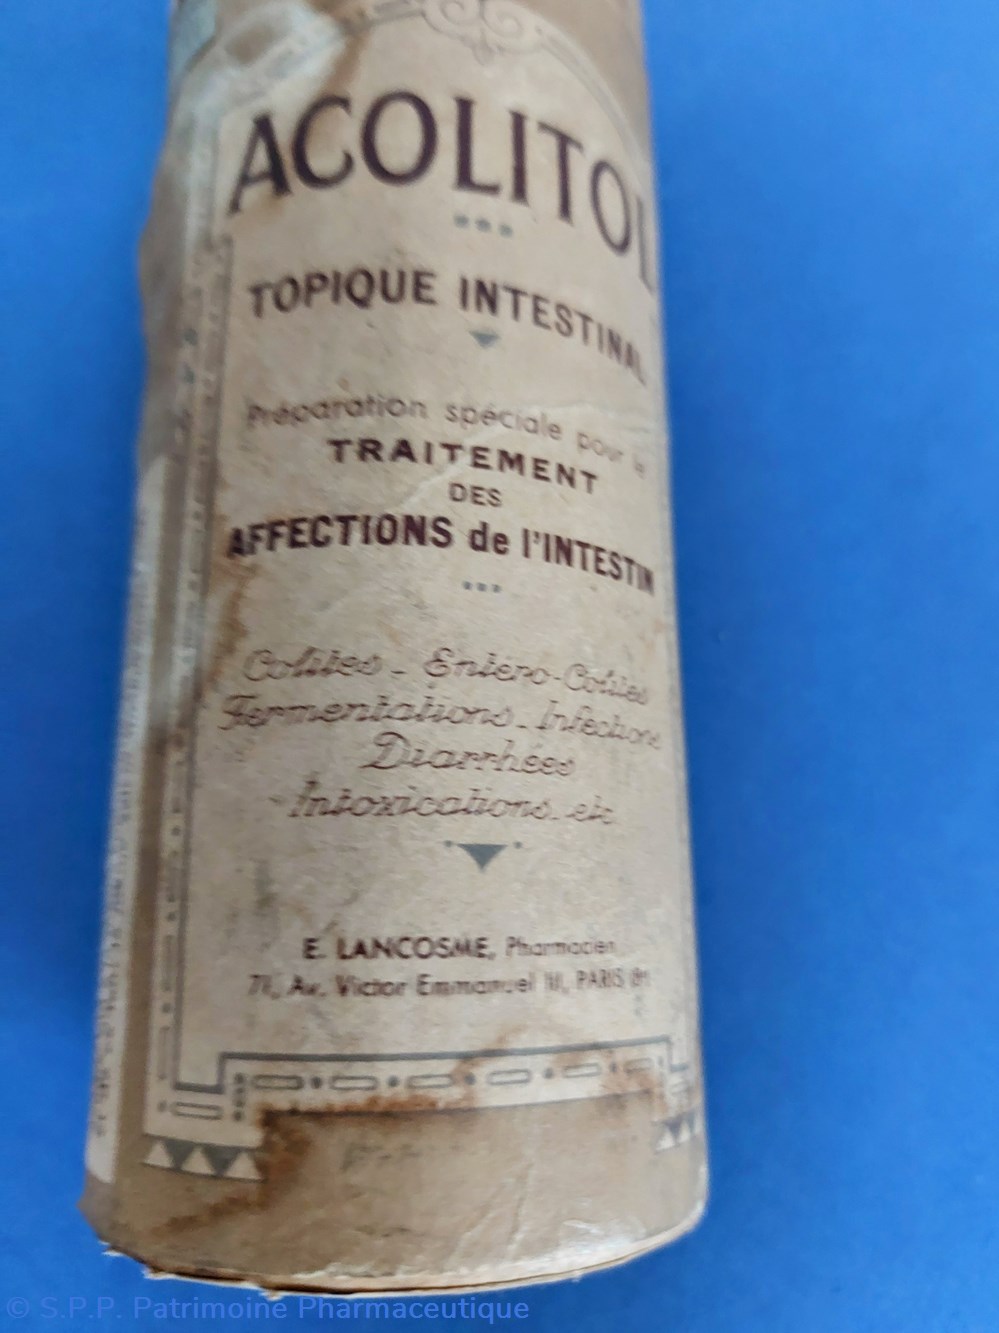 ACOLITOL
TOPIQUE INTESTINAL
Préparation spéciale pour le
TRAITEMENT
DES
AFFECTIONS de l'INTESTIN
Colites - Entéro-Colites
Fermentations - Infections
Diarrhées
Intoxications, etc.
E. LANCOSME, Pharmacien
71, Av. Victor Emmanuel III, PARIS 8e
© S.P.P. Patrimoine Pharmaceutique